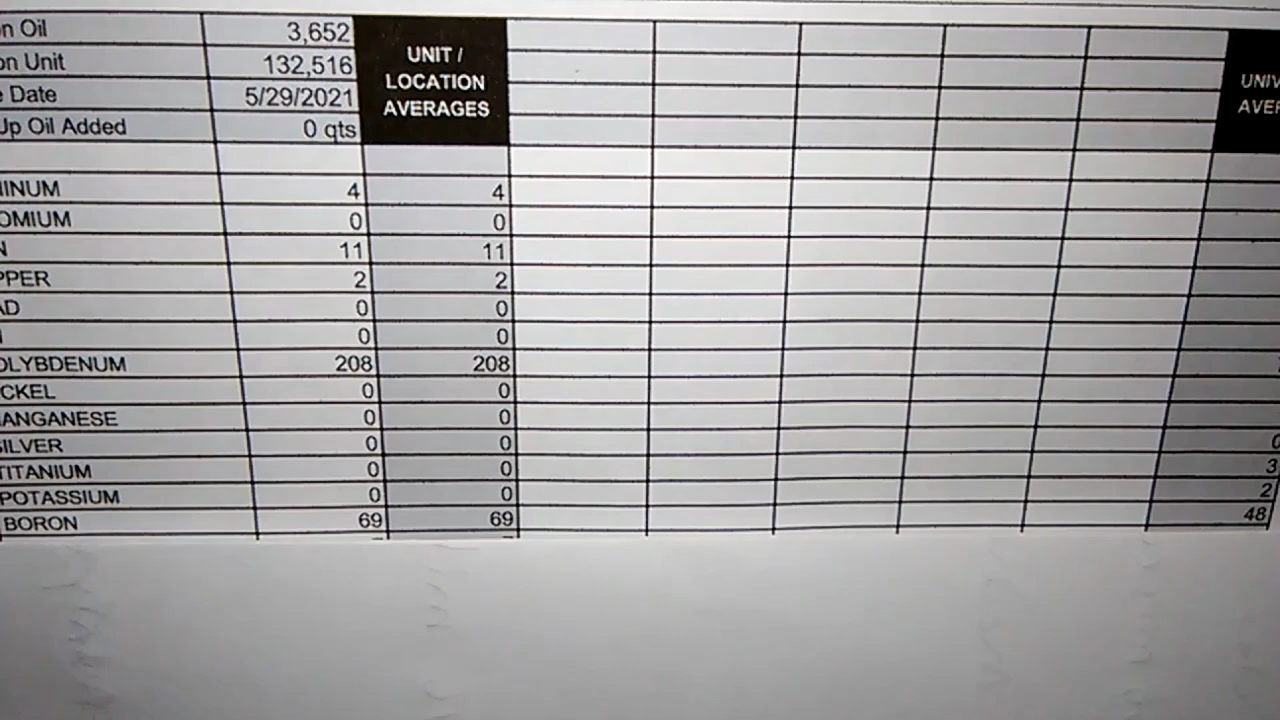 n Oil 3,652
on Unit 132,516
e Date 5/29/2021
Up Oil Added 0 qts
UNIT /
LOCATION
AVERAGES
UNIV
AVER
INUM 4 4
OMIUM 0 0
N 11 11
PPER 2 2
AD 0 0
0 0
OLYBDENUM 208 208
CKEL 0 0
ANGANESE 0 0
SILVER 0 0 0
TITANIUM 0 0 3
POTASSIUM 0 0 2
BORON 69 69 48